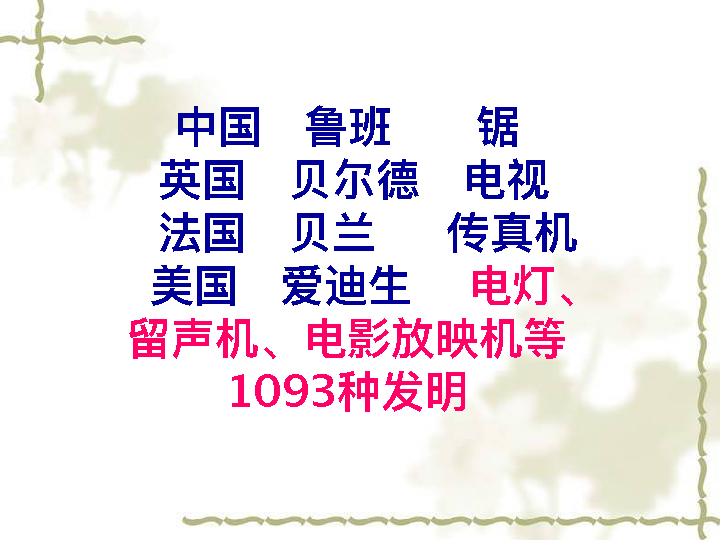 中国 鲁班 锯
英国 贝尔德 电视
法国 贝兰 传真机
美国 爱迪生 电灯、
留声机、电影放映机等
1093种发明